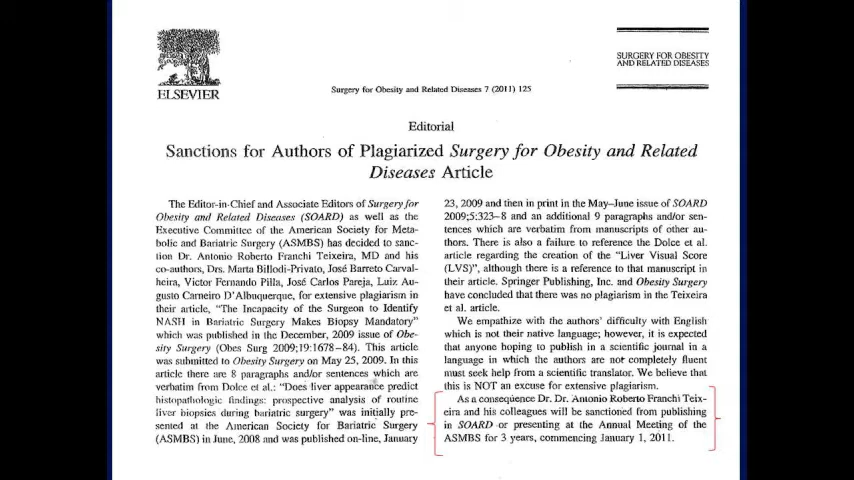 ELSEVIER
SURGERY FOR OBESITY
AND RELATED DISEASES
Surgery for Obesity and Related Diseases 7 (2011) 125
Editorial
Sanctions for Authors of Plagiarized Surgery for Obesity and Related
Diseases Article
The Editor-in-Chief and Associate Editors of Surgery for
Obesity and Related Diseases (SOARD) as well as the
Executive Committee of the American Society for Meta-
bolic and Bariatric Surgery (ASMBS) has decided to sanc-
tion Dr. Antonio Roberto Franchi Teixeira, MD and his
co-authors, Drs. Marta Billodi-Privato, José Barreto Carval-
heira, Victor Fernando Pilla, José Carlos Pareja, Luiz Au-
gusto Carneiro D'Albuquerque, for extensive plagiarism in
their article, "The Incapacity of the Surgeon to Identify
NASH in Bariatric Surgery Makes Biopsy Mandatory"
which was published in the December, 2009 issue of Obe-
sity Surgery (Obes Surg 2009;19:1678–84). This article
was submitted to Obesity Surgery on May 25, 2009. In this
article there are 8 paragraphs and/or sentences which are
verbatim from Dolce et al.: "Does liver appearance predict
histopathologic findings: prospective analysis of routine
liver biopsies during bariatric surgery" was initially pre-
sented at the American Society for Bariatric Surgery
(ASMBS) in June, 2008 and was published on-line, January
23, 2009 and then in print in the May–June issue of SOARD
2009;5:323–8 and an additional 9 paragraphs and/or sen-
tences which are verbatim from manuscripts of other au-
thors. There is also a failure to reference the Dolce et al.
article regarding the creation of the "Liver Visual Score
(LVS)", although there is a reference to that manuscript in
their article. Springer Publishing, Inc. and Obesity Surgery
have concluded that there was no plagiarism in the Teixeira
et al. article.
We empathize with the authors' difficulty with English
which is not their native language; however, it is expected
that anyone hoping to publish in a scientific journal in a
language in which the authors are not completely fluent
must seek help from a scientific translator. We believe that
this is NOT an excuse for extensive plagiarism.
As a consequence Dr. Dr. Antonio Roberto Franchi Teix-
eira and his colleagues will be sanctioned from publishing
in SOARD or presenting at the Annual Meeting of the
ASMBS for 3 years, commencing January 1, 2011.